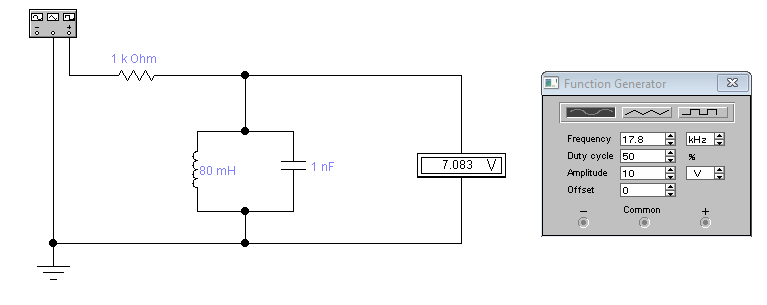 − +
1 k Ohm
80 mH
1 nF
7.083 V
Function Generator
Frequency 17.8 kHz
Duty cycle 50 %
Amplitude 10 V
Offset 0
− Common +